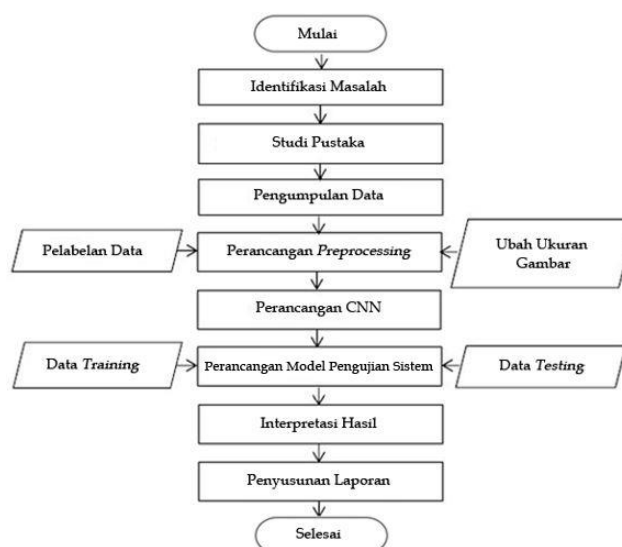 Mulai
Identifikasi Masalah
Studi Pustaka
Pengumpulan Data
Pelabelan Data
Perancangan Preprocessing
Ubah Ukuran
Gambar
Perancangan CNN
Data Training
Perancangan Model Pengujian Sistem
Data Testing
Interpretasi Hasil
Penyusunan Laporan
Selesai